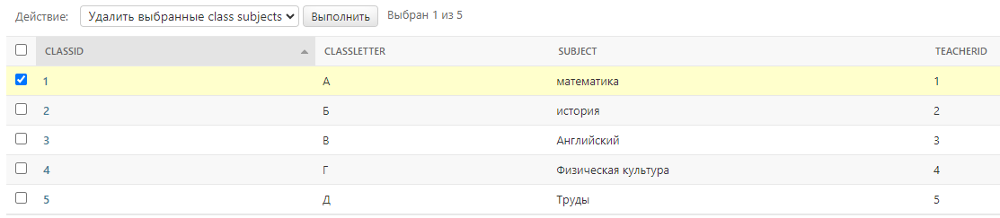 Действие: Удалить выбранные class subjects Выполнить Выбран 1 из 5
CLASSID CLASSLETTER SUBJECT TEACHERID
1 А математика 1
2 Б история 2
3 В Английский 3
4 Г Физическая культура 4
5 Д Труды 5